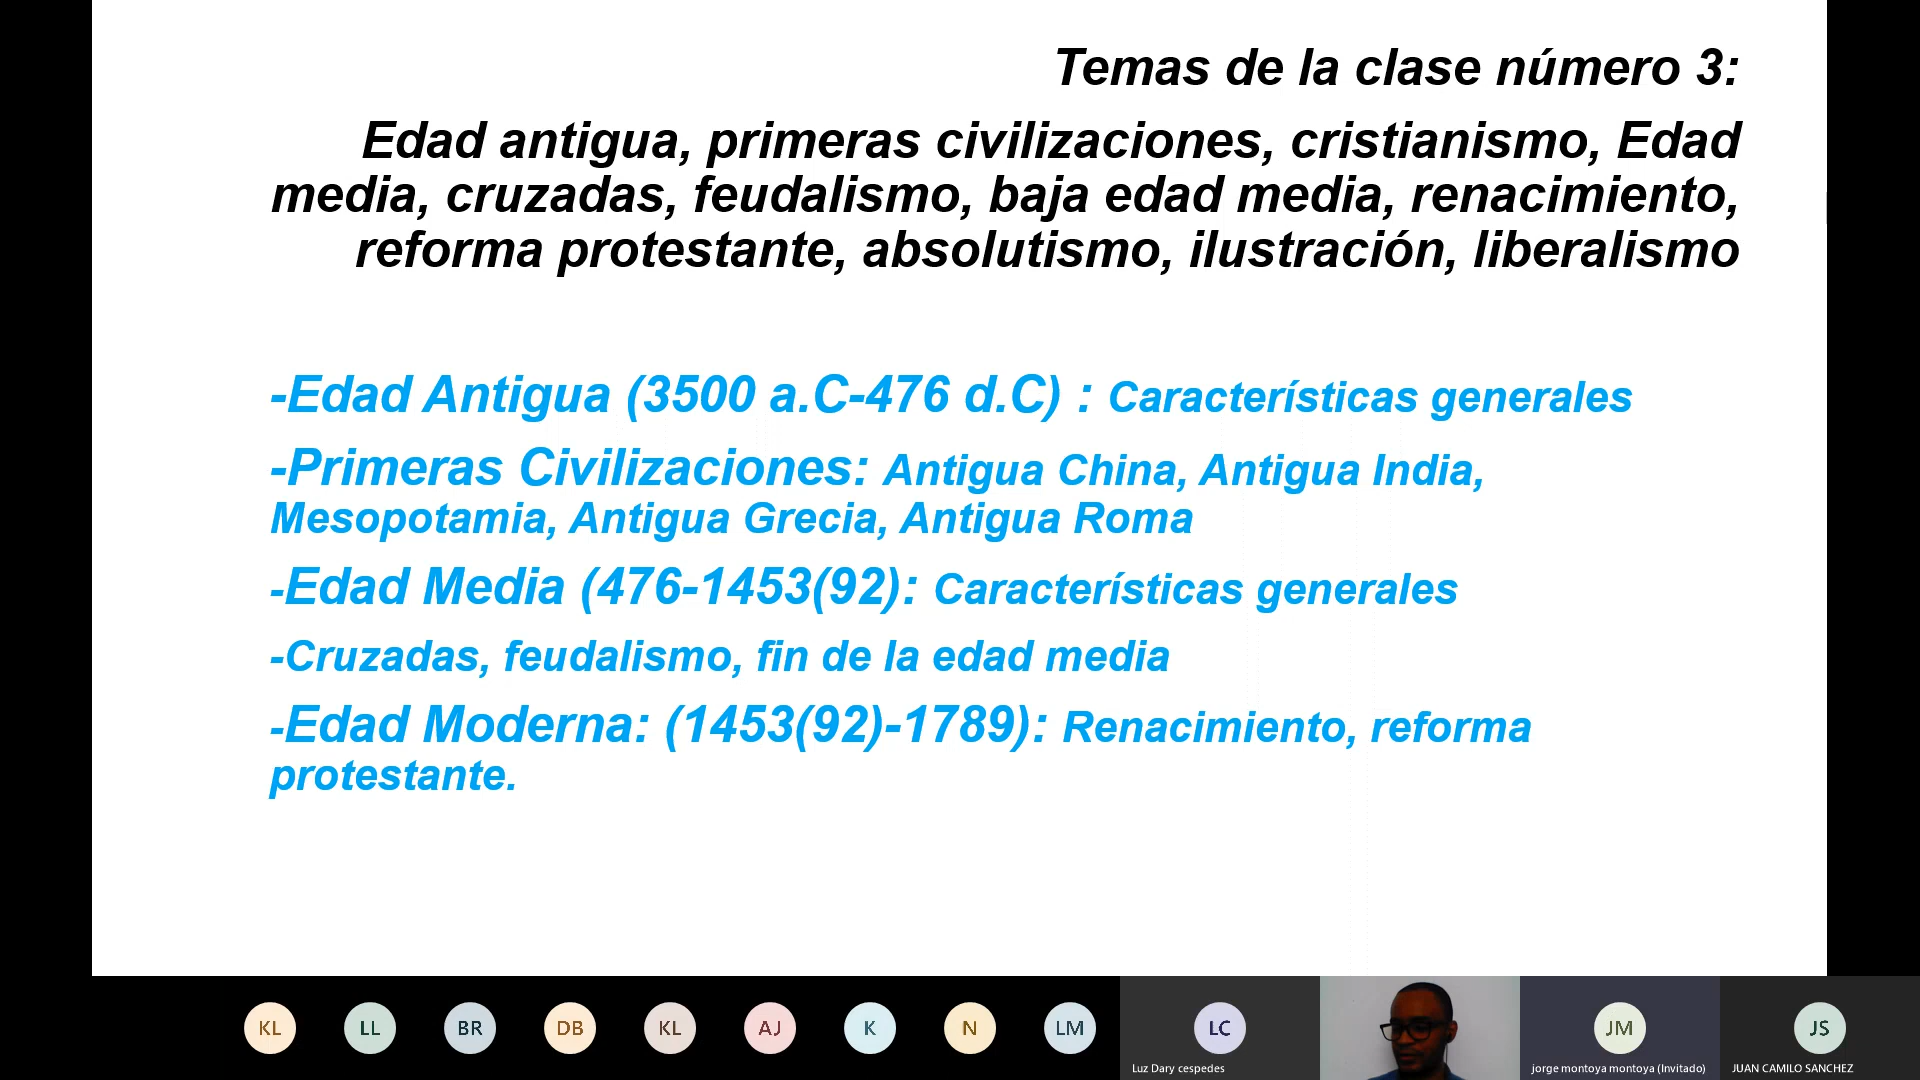 Temas de la clase número 3:
Edad antigua, primeras civilizaciones, cristianismo, Edad
media, cruzadas, feudalismo, baja edad media, renacimiento,
reforma protestante, absolutismo, ilustración, liberalismo
-Edad Antigua (3500 a.C-476 d.C) : Características generales
-Primeras Civilizaciones: Antigua China, Antigua India,
Mesopotamia, Antigua Grecia, Antigua Roma
-Edad Media (476-1453(92): Características generales
-Cruzadas, feudalismo, fin de la edad media
-Edad Moderna: (1453(92)-1789): Renacimiento, reforma
protestante.
KL LL BR DB KL AJ K N LM LC JM JS
Luz Dary cespedes jorge montoya montoya (Invitado) JUAN CAMILO SANCHEZ